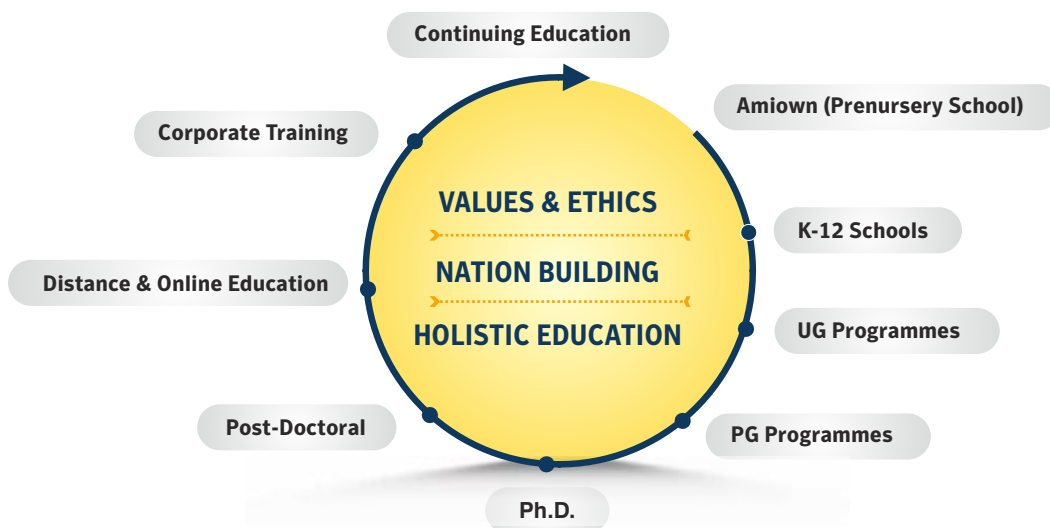 Continuing Education
Amiown (Prenursery School)
Corporate Training
VALUES & ETHICS
K-12 Schools
NATION BUILDING
Distance & Online Education
UG Programmes
HOLISTIC EDUCATION
Post-Doctoral
PG Programmes
Ph.D.